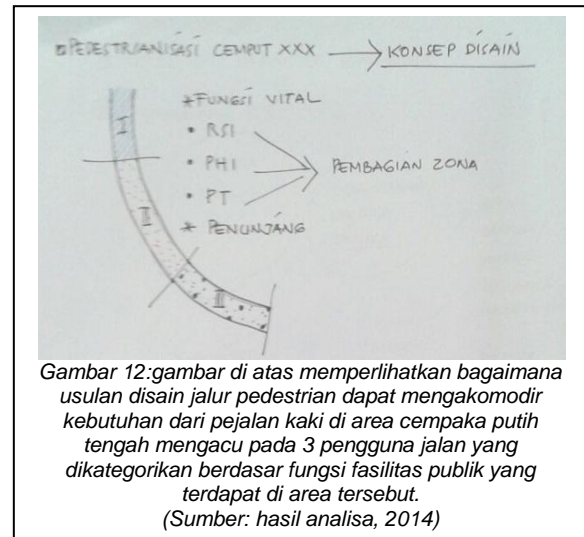 PEDESTRIANISASI CEMPUT XXX → KONSEP DISAIN
*FUNGSI VITAL
I
• RSI
• PHI
PEMBAGIAN ZONA
• PT
II
* PENUNJANG
III
Gambar 12:gambar di atas memperlihatkan bagaimana
usulan disain jalur pedestrian dapat mengakomodir
kebutuhan dari pejalan kaki di area cempaka putih
tengah mengacu pada 3 pengguna jalan yang
dikategorikan berdasar fungsi fasilitas publik yang
terdapat di area tersebut.
(Sumber: hasil analisa, 2014)